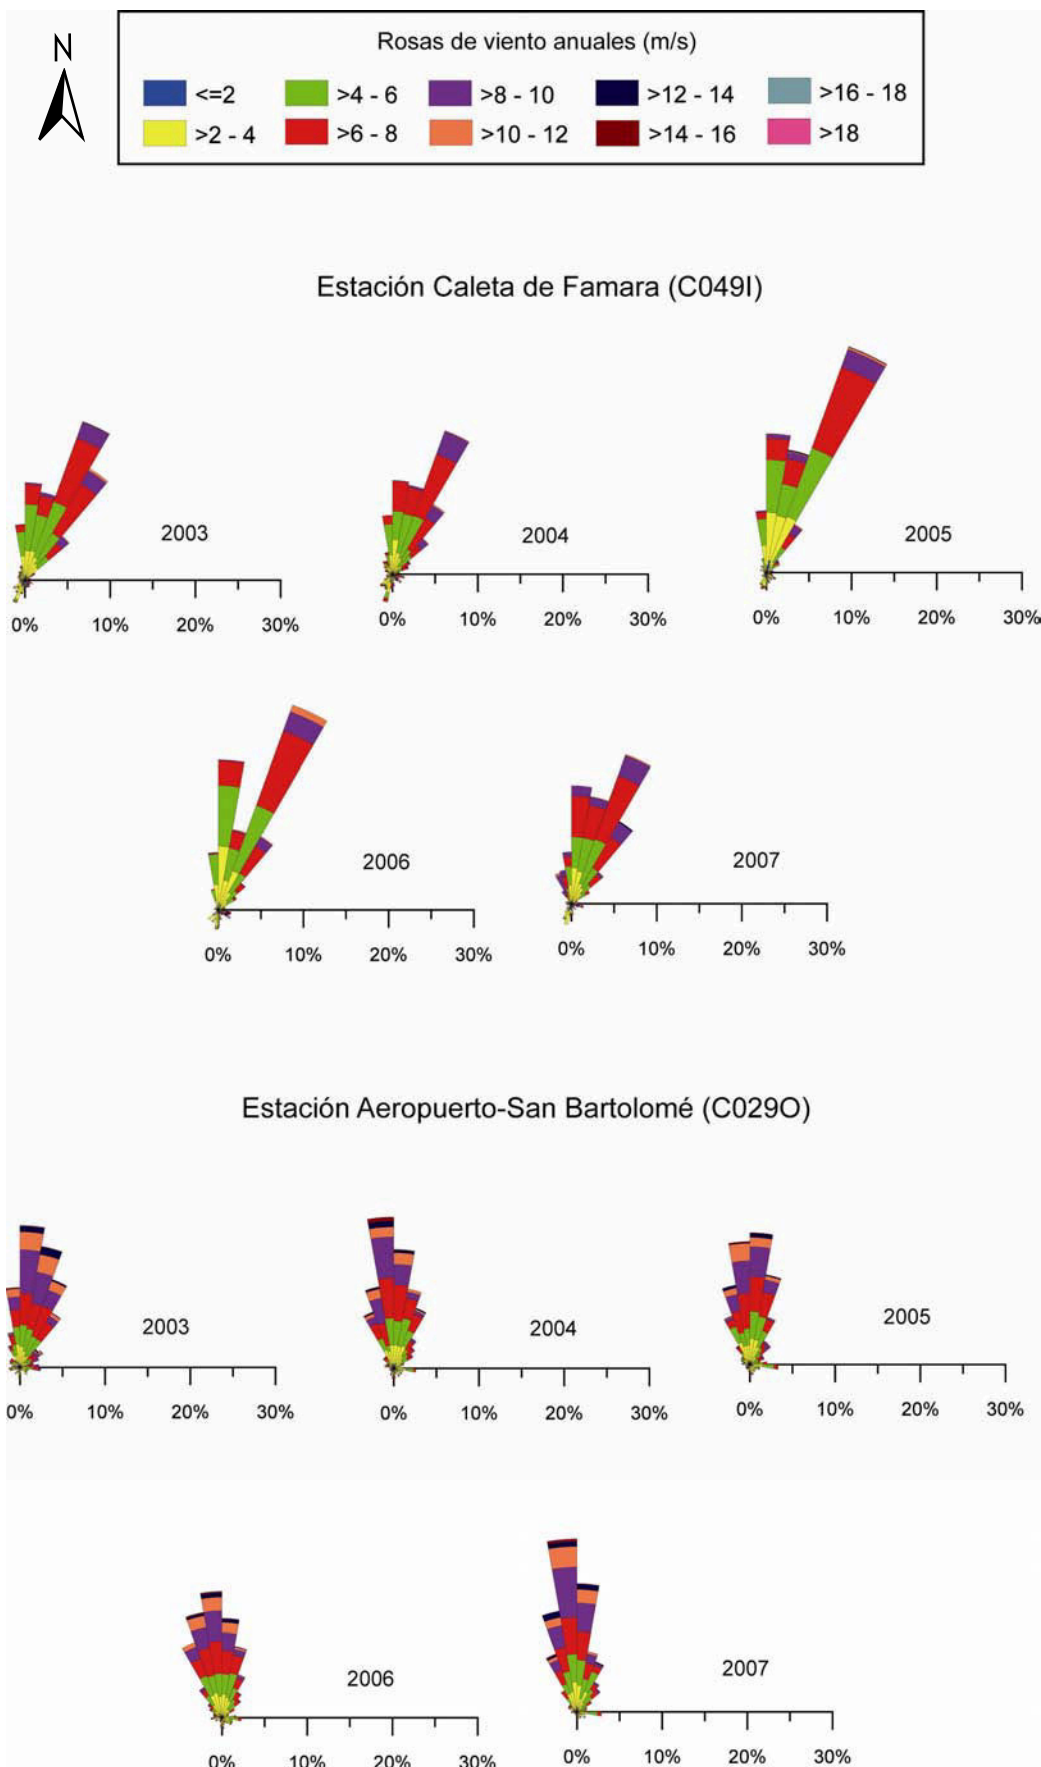 N
Rosas de viento anuales (m/s)
<=2 >4 - 6 >8 - 10 >12 - 14 >16 - 18
>2 - 4 >6 - 8 >10 - 12 >14 - 16 >18
Estación Caleta de Famara (C049I)
2003 2004 2005
0% 10% 20% 30% 0% 10% 20% 30% 0% 10% 20% 30%
2006 2007
0% 10% 20% 30% 0% 10% 20% 30%
Estación Aeropuerto-San Bartolomé (C029O)
2003 2004 2005
0% 10% 20% 30% 0% 10% 20% 30% 0% 10% 20% 30%
2006 2007
0% 10% 20% 30% 0% 10% 20% 30%